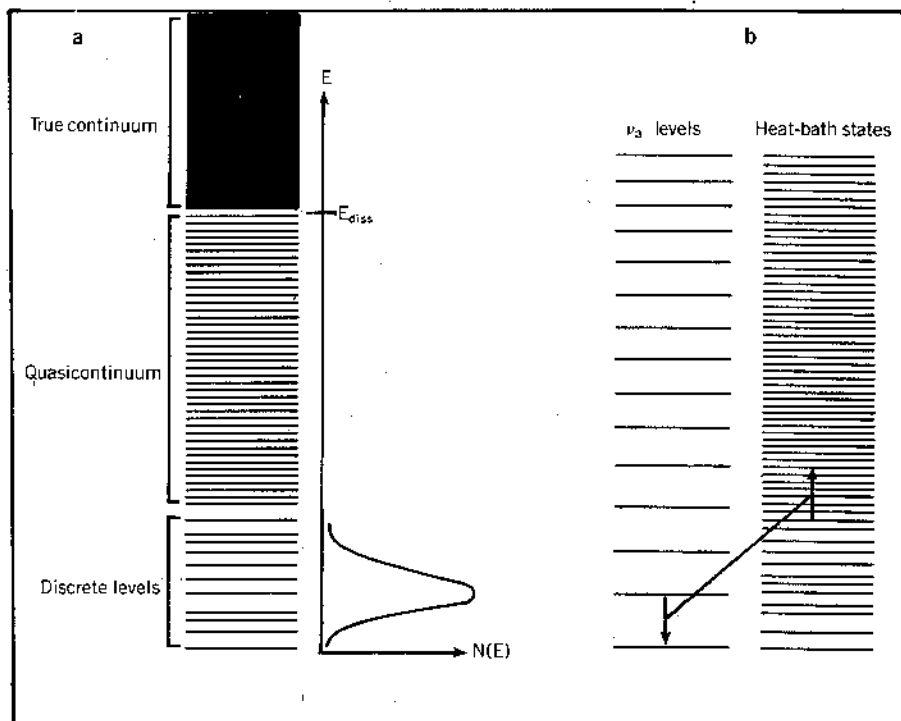 a
True continuum
Quasicontinuum
Discrete levels
E
E_diss
N(E)
b
ν_a levels
Heat-bath states